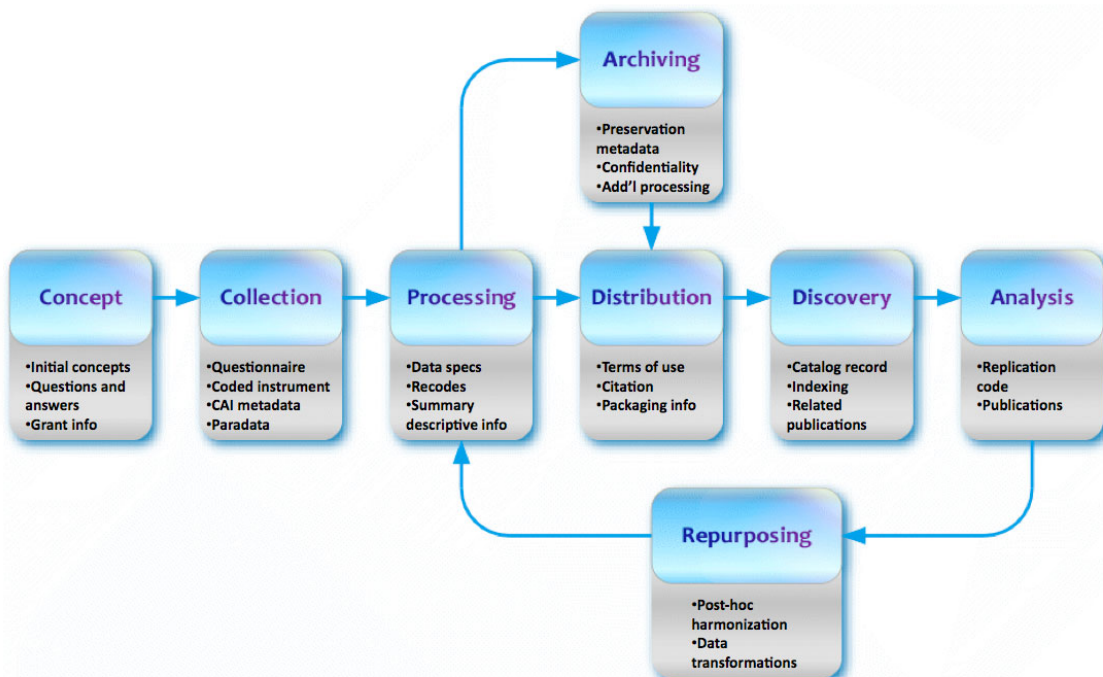 Archiving
•Preservation
metadata
•Confidentiality
•Add'l processing
Concept
•Initial concepts
•Questions and
answers
•Grant info
Collection
•Questionnaire
•Coded instrument
•CAI metadata
•Paradata
Processing
•Data specs
•Recodes
•Summary
descriptive info
Distribution
•Terms of use
•Citation
•Packaging info
Discovery
•Catalog record
•Indexing
•Related
publications
Analysis
•Replication
code
•Publications
Repurposing
•Post-hoc
harmonization
•Data
transformations